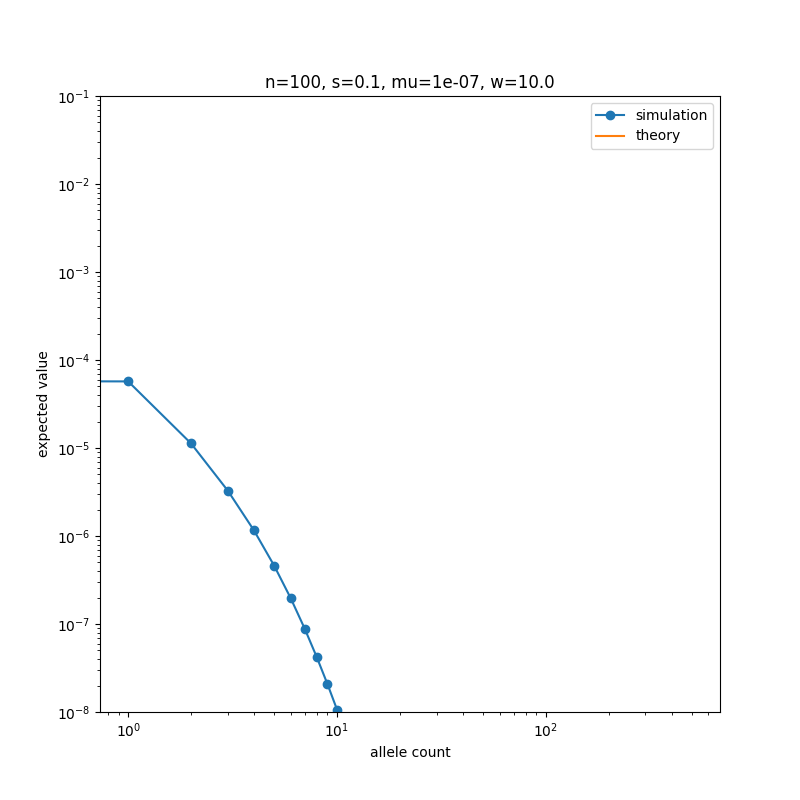 n=100, s=0.1, mu=1e-07, w=10.0
simulation
theory
10⁻¹
10⁻²
10⁻³
10⁻⁴
10⁻⁵
10⁻⁶
10⁻⁷
10⁻⁸
expected value
10⁰ 10¹ 10²
allele count